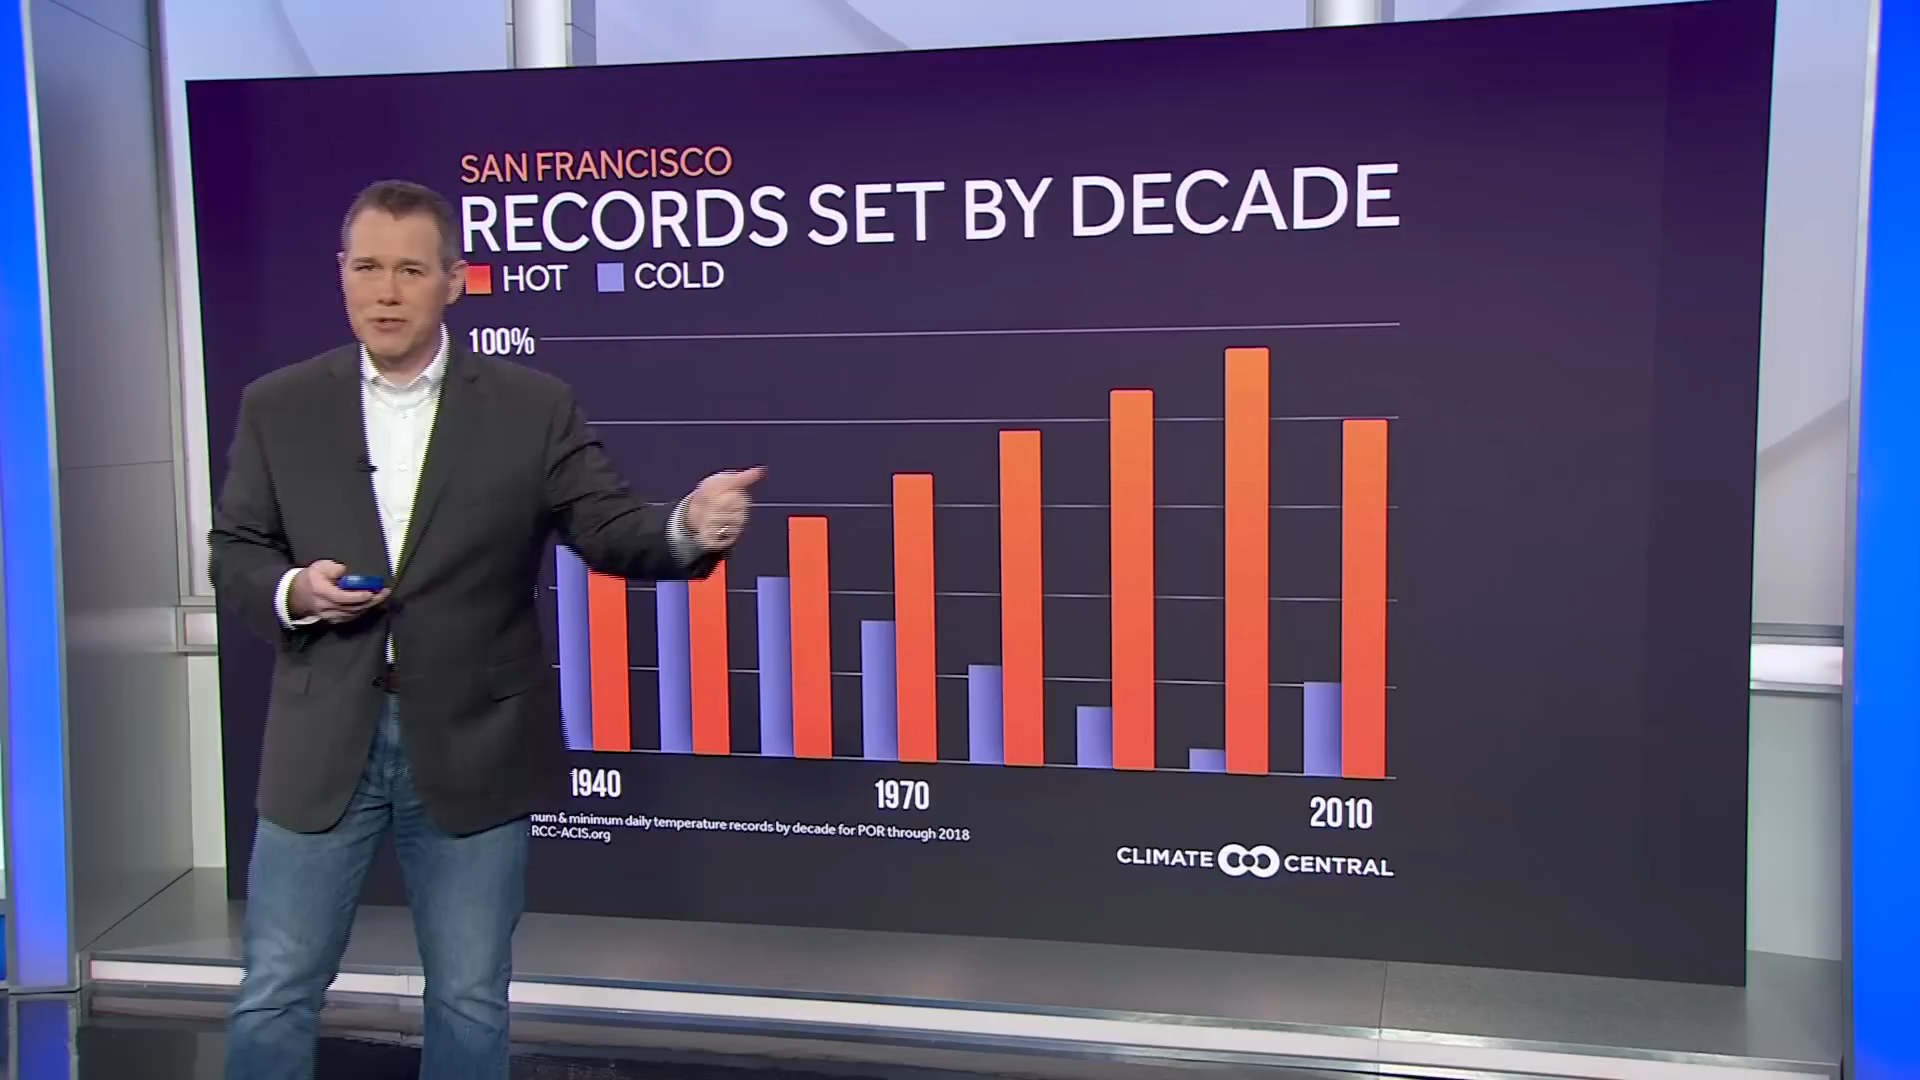 SAN FRANCISCO
RECORDS SET BY DECADE
HOT COLD
100%
1940 1970 2010
& minimum daily temperature records by decade for POR through 2018
RCC-ACIS.org
CLIMATE CENTRAL